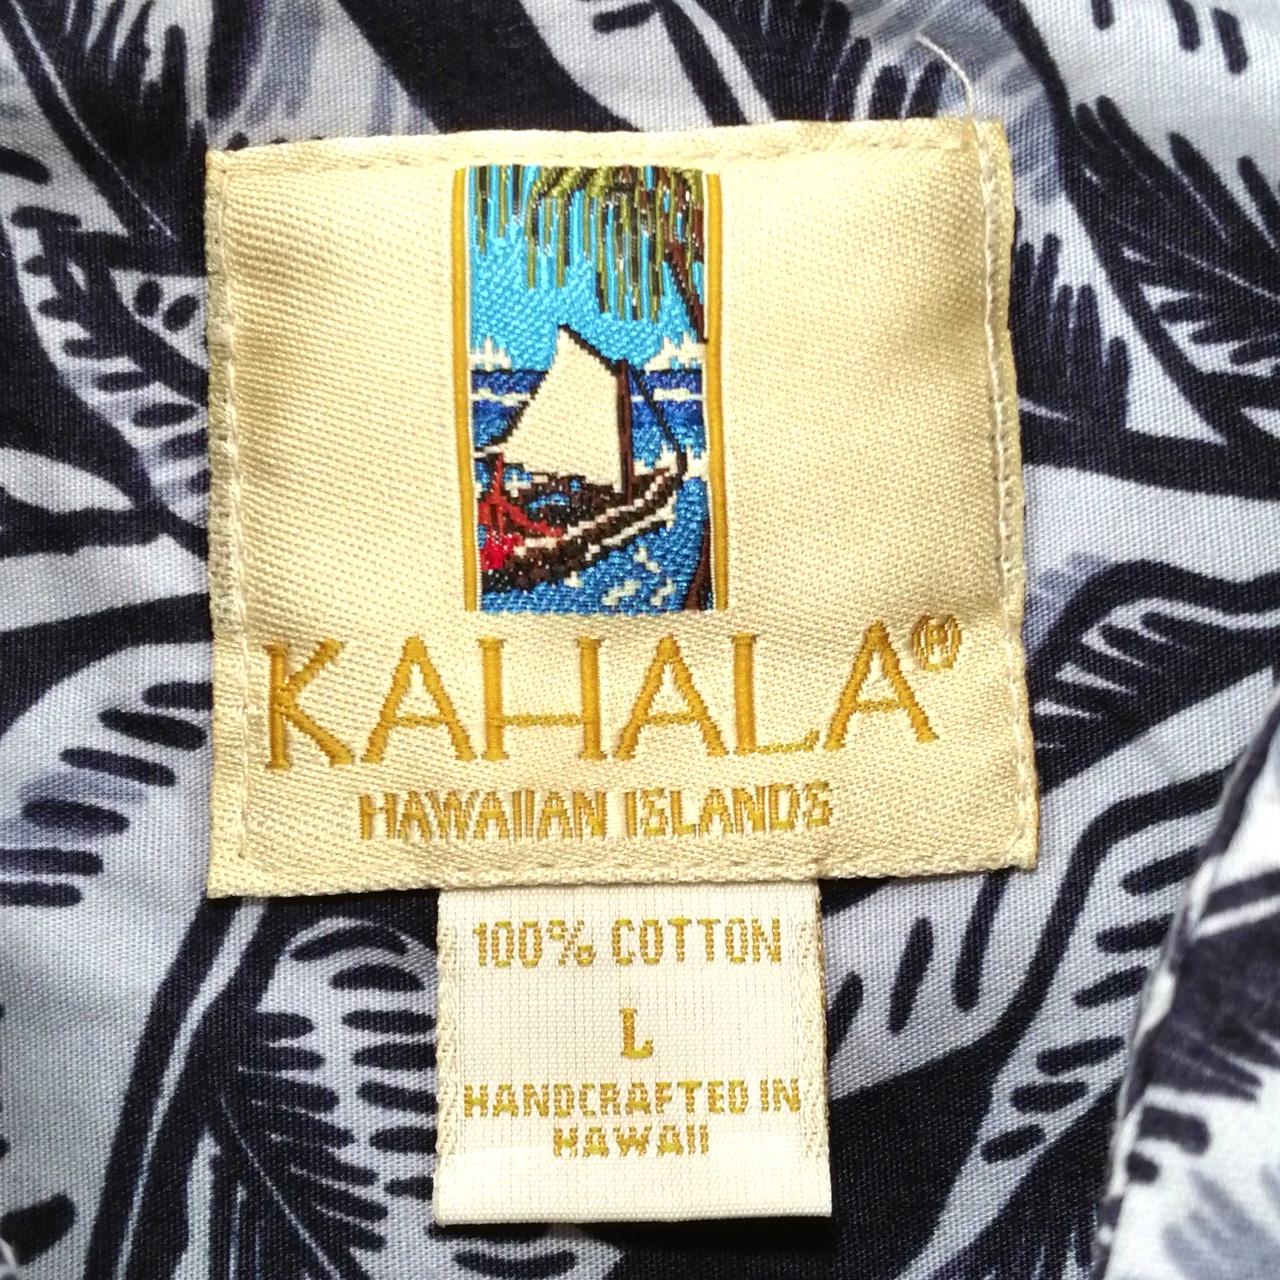 KAHALA®
HAWAIIAN ISLANDS
100% COTTON
L
HANDCRAFTED IN
HAWAII